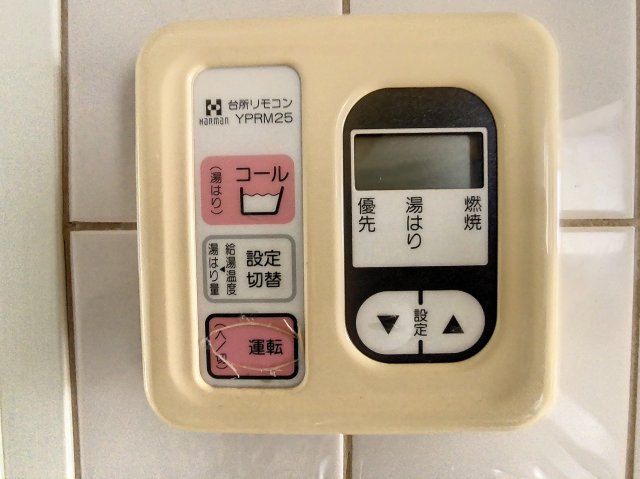 HARMAN
台所リモコン
YPRM25
コール
(湯はり)
設定
切替
給湯温度
湯はり量
運転
(入/切)
優先
湯はり
燃焼
▼ 設定 ▲